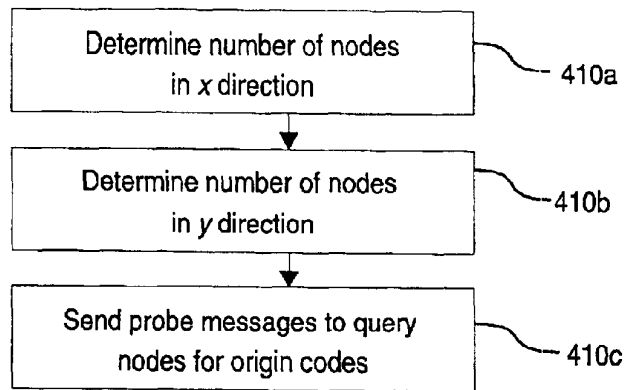 Determine number of nodes
in x direction
410a
Determine number of nodes
in y direction
410b
Send probe messages to query
nodes for origin codes
410c